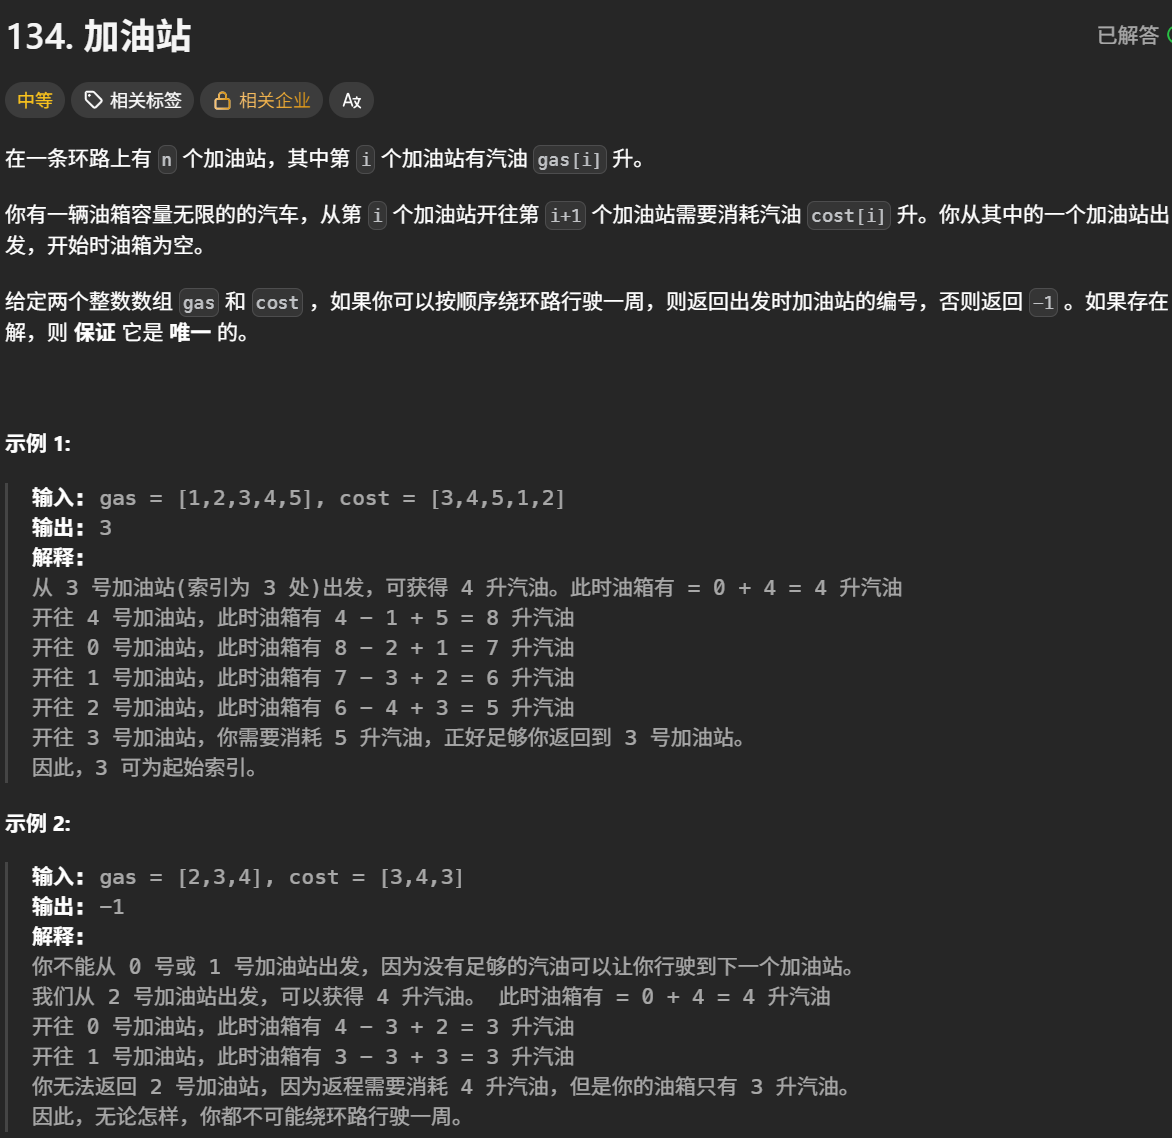 134. 加油站
已解答
中等 相关标签 相关企业 A文
在一条环路上有 n 个加油站，其中第 i 个加油站有汽油 gas[i] 升。
你有一辆油箱容量无限的的汽车，从第 i 个加油站开往第 i+1 个加油站需要消耗汽油 cost[i] 升。你从其中的一个加油站出
发，开始时油箱为空。
给定两个整数数组 gas 和 cost ，如果你可以按顺序绕环路行驶一周，则返回出发时加油站的编号，否则返回 -1 。如果存在
解，则 保证 它是 唯一 的。
示例 1:
输入: gas = [1,2,3,4,5], cost = [3,4,5,1,2]
输出: 3
解释:
从 3 号加油站(索引为 3 处)出发，可获得 4 升汽油。此时油箱有 = 0 + 4 = 4 升汽油
开往 4 号加油站，此时油箱有 4 - 1 + 5 = 8 升汽油
开往 0 号加油站，此时油箱有 8 - 2 + 1 = 7 升汽油
开往 1 号加油站，此时油箱有 7 - 3 + 2 = 6 升汽油
开往 2 号加油站，此时油箱有 6 - 4 + 3 = 5 升汽油
开往 3 号加油站，你需要消耗 5 升汽油，正好足够你返回到 3 号加油站。
因此，3 可为起始索引。
示例 2:
输入: gas = [2,3,4], cost = [3,4,3]
输出: -1
解释:
你不能从 0 号或 1 号加油站出发，因为没有足够的汽油可以让你行驶到下一个加油站。
我们从 2 号加油站出发，可以获得 4 升汽油。 此时油箱有 = 0 + 4 = 4 升汽油
开往 0 号加油站，此时油箱有 4 - 3 + 2 = 3 升汽油
开往 1 号加油站，此时油箱有 3 - 3 + 3 = 3 升汽油
你无法返回 2 号加油站，因为返程需要消耗 4 升汽油，但是你的油箱只有 3 升汽油。
因此，无论怎样，你都不可能绕环路行驶一周。